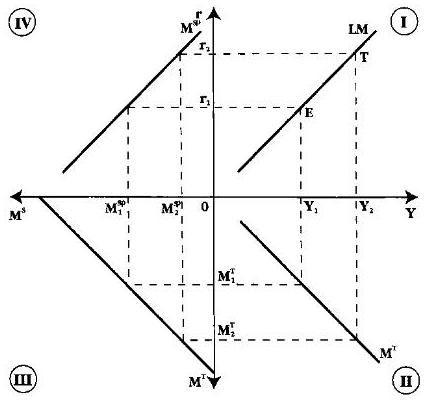 IV
r
I
M^sp
LM
r₂
T
r₁
E
M^s
M₁^sp
M₂^sp
0
Y₁
Y₂
Y
M₁^T
M₂^T
M^T
III
M^T
II